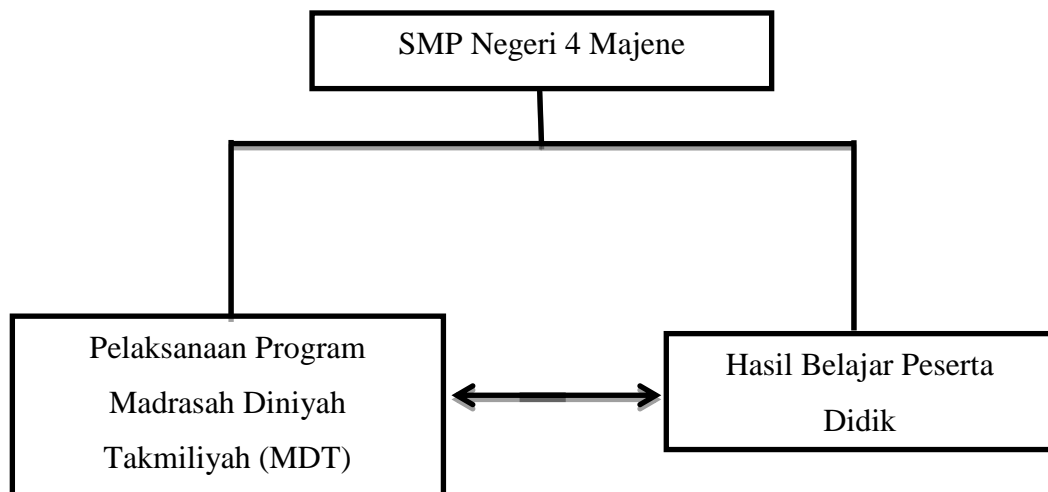 SMP Negeri 4 Majene
Pelaksanaan Program
Madrasah Diniyah
Takmiliyah (MDT)
Hasil Belajar Peserta
Didik